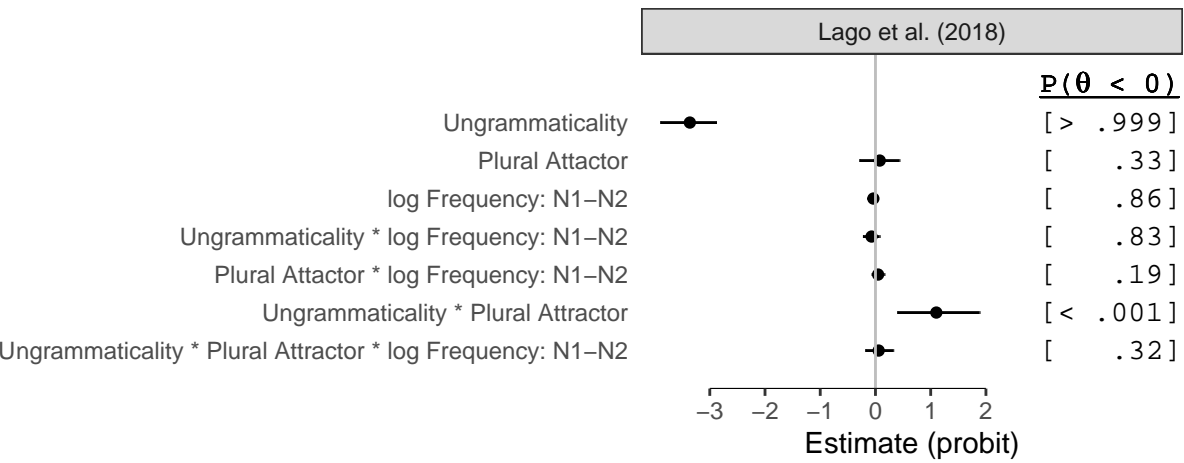 Lago et al. (2018)
P(θ < 0)
Ungrammaticality [> .999]
Plural Attactor [ .33]
log Frequency: N1−N2 [ .86]
Ungrammaticality * log Frequency: N1−N2 [ .83]
Plural Attactor * log Frequency: N1−N2 [ .19]
Ungrammaticality * Plural Attractor [< .001]
Ungrammaticality * Plural Attractor * log Frequency: N1−N2 [ .32]
−3 −2 −1 0 1 2
Estimate (probit)